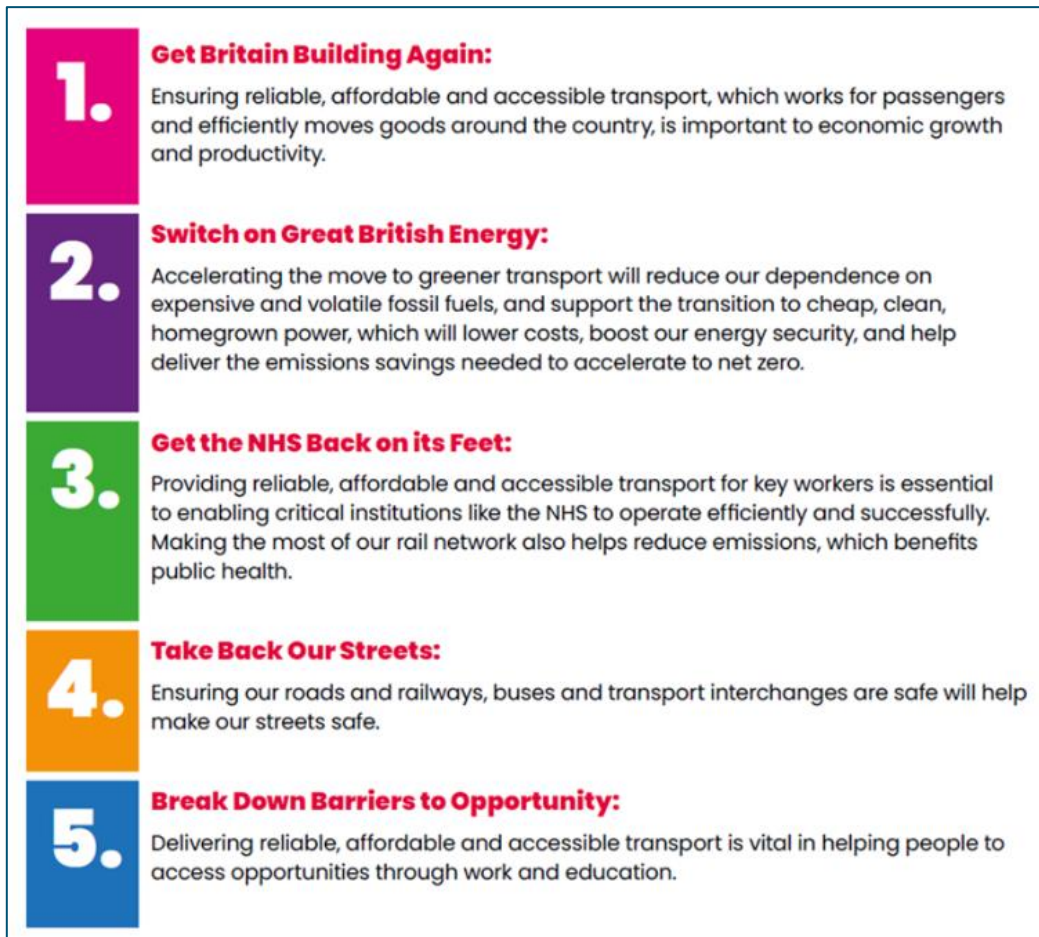 1.
Get Britain Building Again:
Ensuring reliable, affordable and accessible transport, which works for passengers
and efficiently moves goods around the country, is important to economic growth
and productivity.
2.
Switch on Great British Energy:
Accelerating the move to greener transport will reduce our dependence on
expensive and volatile fossil fuels, and support the transition to cheap, clean,
homegrown power, which will lower costs, boost our energy security, and help
deliver the emissions savings needed to accelerate to net zero.
3.
Get the NHS Back on its Feet:
Providing reliable, affordable and accessible transport for key workers is essential
to enabling critical institutions like the NHS to operate efficiently and successfully.
Making the most of our rail network also helps reduce emissions, which benefits
public health.
4.
Take Back Our Streets:
Ensuring our roads and railways, buses and transport interchanges are safe will help
make our streets safe.
5.
Break Down Barriers to Opportunity:
Delivering reliable, affordable and accessible transport is vital in helping people to
access opportunities through work and education.